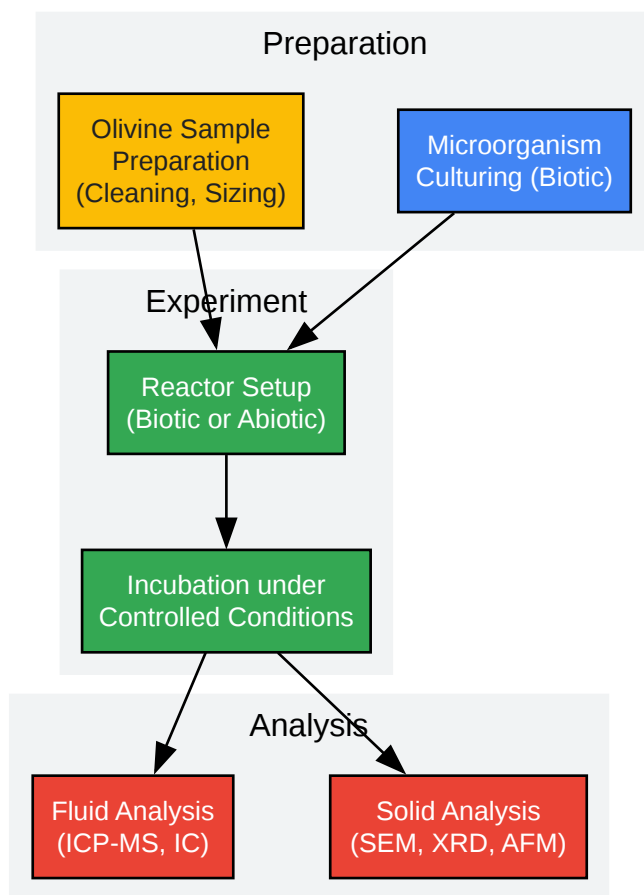 Preparation
Olivine Sample
Preparation
(Cleaning, Sizing)
Microorganism
Culturing (Biotic)
Experiment
Reactor Setup
(Biotic or Abiotic)
Incubation under
Controlled Conditions
Analysis
Fluid Analysis
(ICP-MS, IC)
Solid Analysis
(SEM, XRD, AFM)